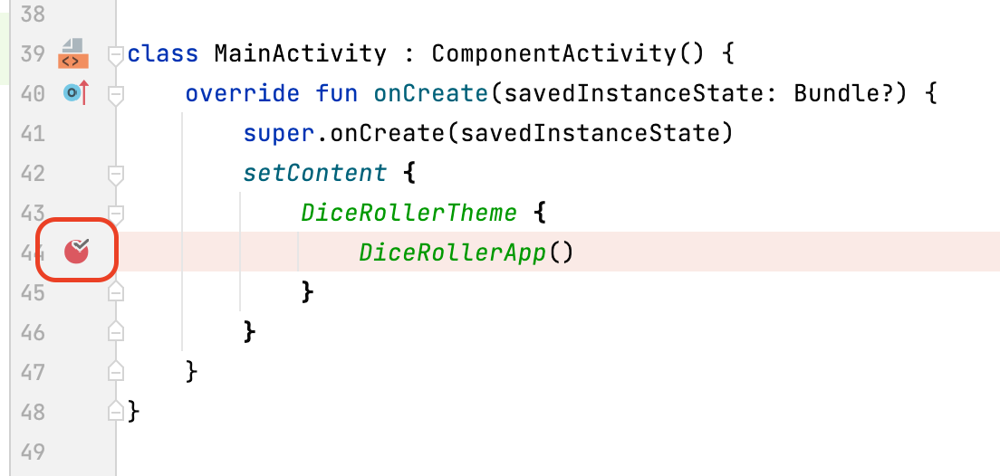 38
39 class MainActivity : ComponentActivity() {
40 override fun onCreate(savedInstanceState: Bundle?) {
41 super.onCreate(savedInstanceState)
42 setContent {
43 DiceRollerTheme {
44 DiceRollerApp()
45 }
46 }
47 }
48 }
49